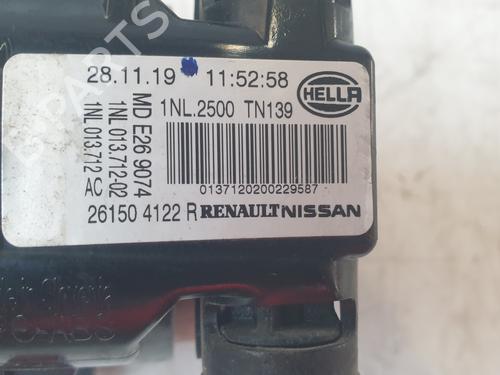 28.11.19 11:52:58
HELLA
1NL.2500 TN139
MD E26 9074
1NL 013.712-02
1NL 013.712 AC
0137120200229587
26150 4122 R RENAULT NISSAN